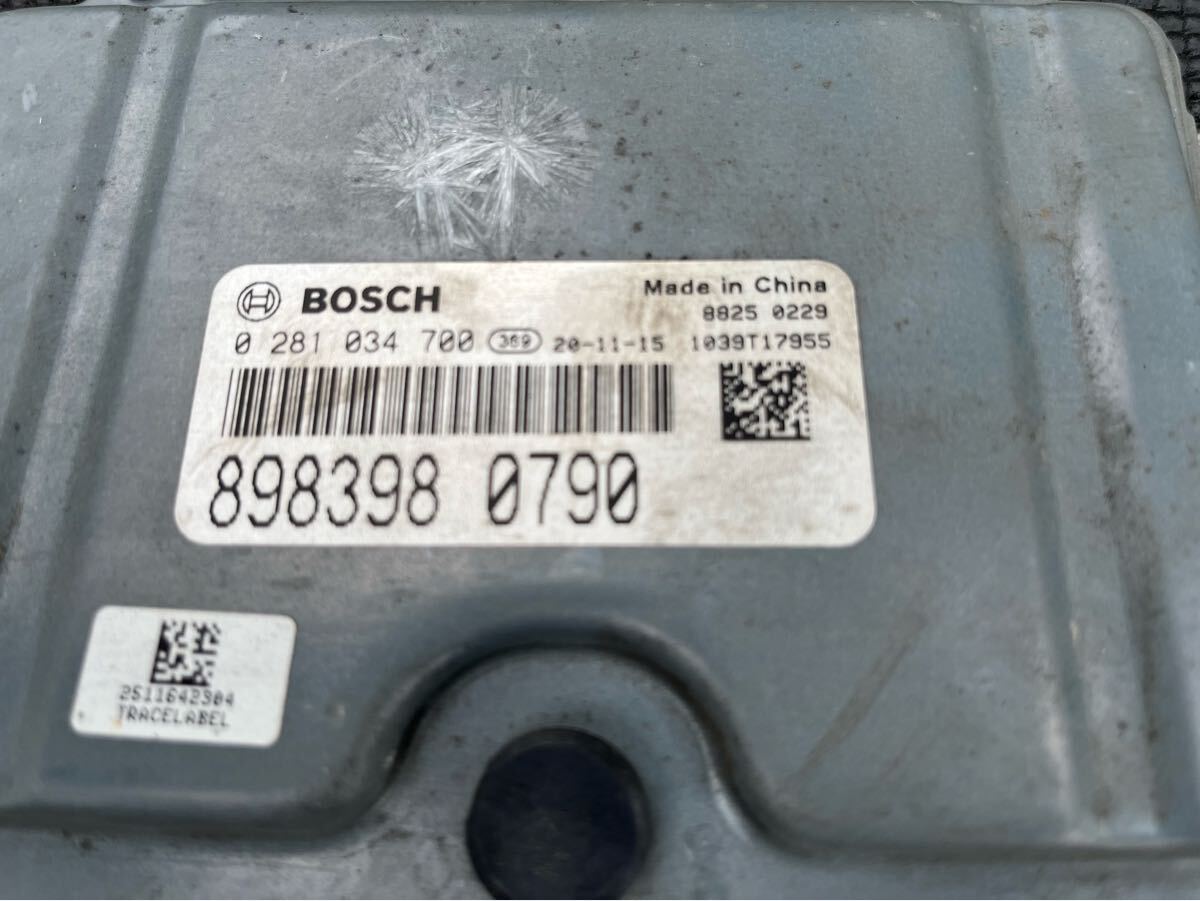 BOSCH
Made in China
8825 0229
0 281 034 700 369 20-11-15 1039T17955
898398 0790
2511642304
TRACELABEL